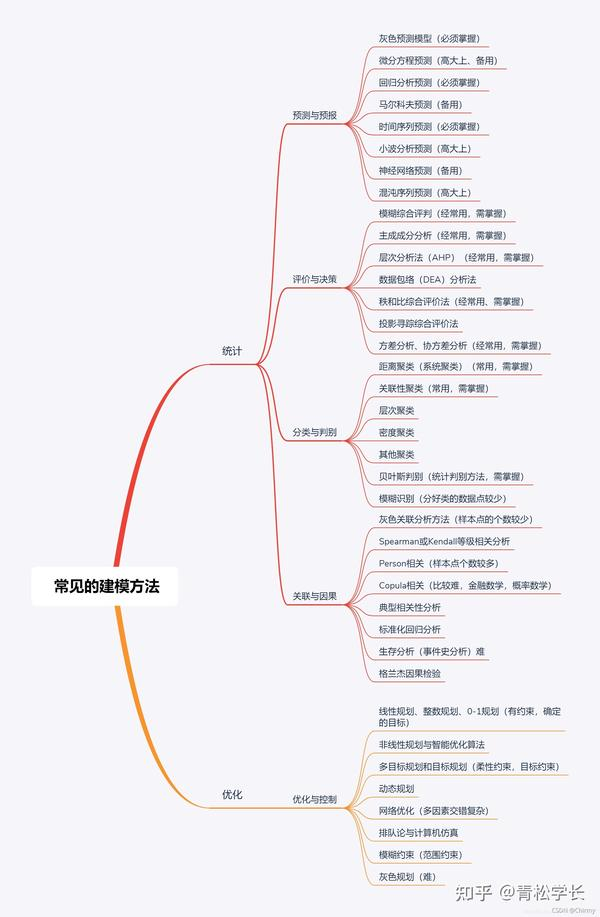 常见的建模方法
统计
预测与预报
灰色预测模型（必须掌握）
微分方程预测（高大上、备用）
回归分析预测（必须掌握）
马尔科夫预测（备用）
时间序列预测（必须掌握）
小波分析预测（高大上）
神经网络预测（备用）
混沌序列预测（高大上）
评价与决策
模糊综合评判（经常用，需掌握）
主成成分分析（经常用，需掌握）
层次分析法（AHP）（经常用，需掌握）
数据包络（DEA）分析法
秩和比综合评价法（经常用、需掌握）
投影寻踪综合评价法
方差分析、协方差分析（经常用，需掌握）
分类与判别
距离聚类（系统聚类）（常用，需掌握）
关联性聚类（常用，需掌握）
层次聚类
密度聚类
其他聚类
贝叶斯判别（统计判别方法，需掌握）
模糊识别（分好类的数据点较少）
关联与因果
灰色关联分析方法（样本点的个数较少）
Spearman或Kendall等级相关分析
Person相关（样本点个数较多）
Copula相关（比较难，金融数学，概率数学）
典型相关性分析
标准化回归分析
生存分析（事件史分析）难
格兰杰因果检验
优化
优化与控制
线性规划、整数规划、0-1规划（有约束，确定
的目标）
非线性规划与智能优化算法
多目标规划和目标规划（柔性约束，目标约束）
动态规划
网络优化（多因素交错复杂）
排队论与计算机仿真
模糊约束（范围约束）
灰色规划（难）
知乎 @青松学长
CSDN @Chinmy